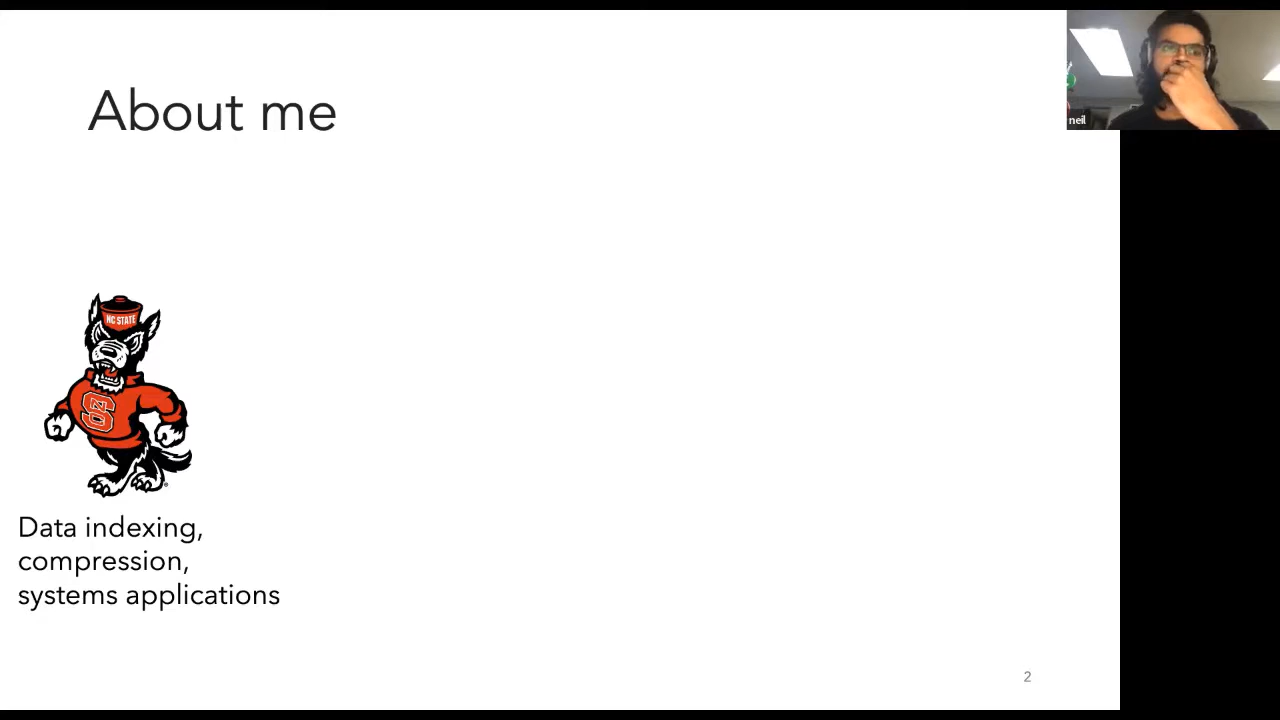 About me
neil
NC STATE
S
Data indexing,
compression,
systems applications
2